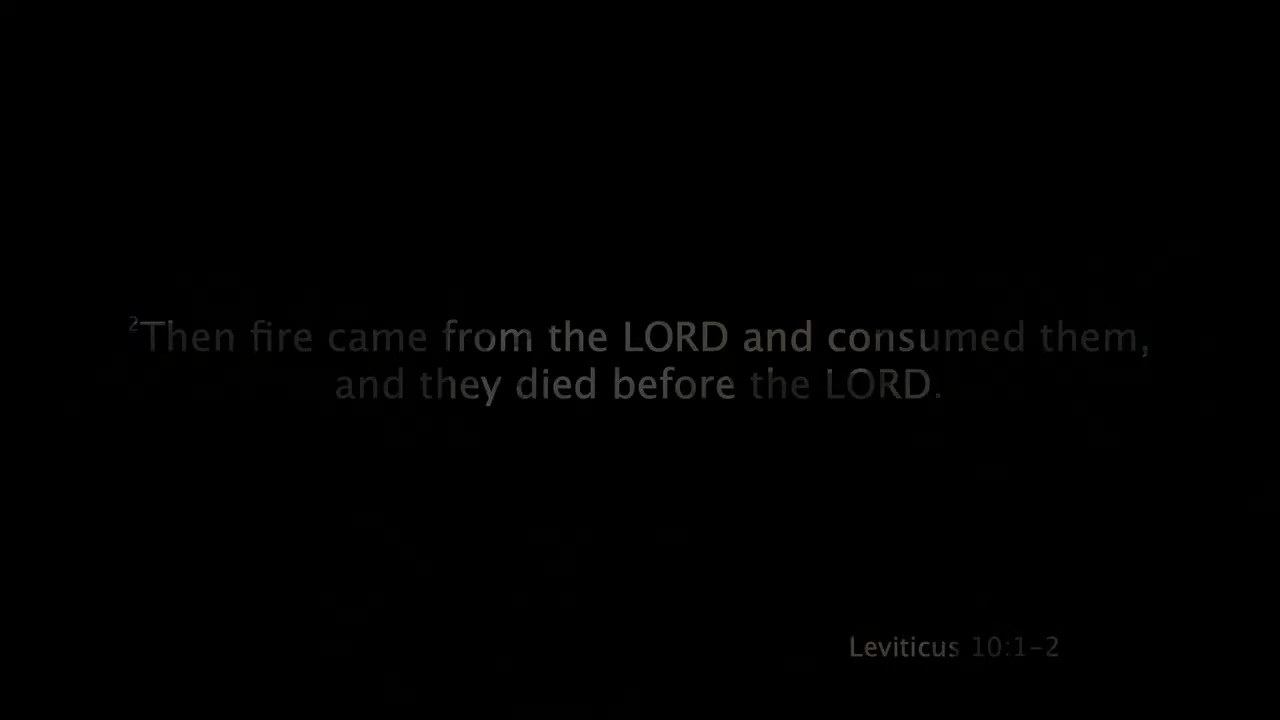 ²Then fire came from the LORD and consumed them,
and they died before the LORD.
Leviticus 10:1–2